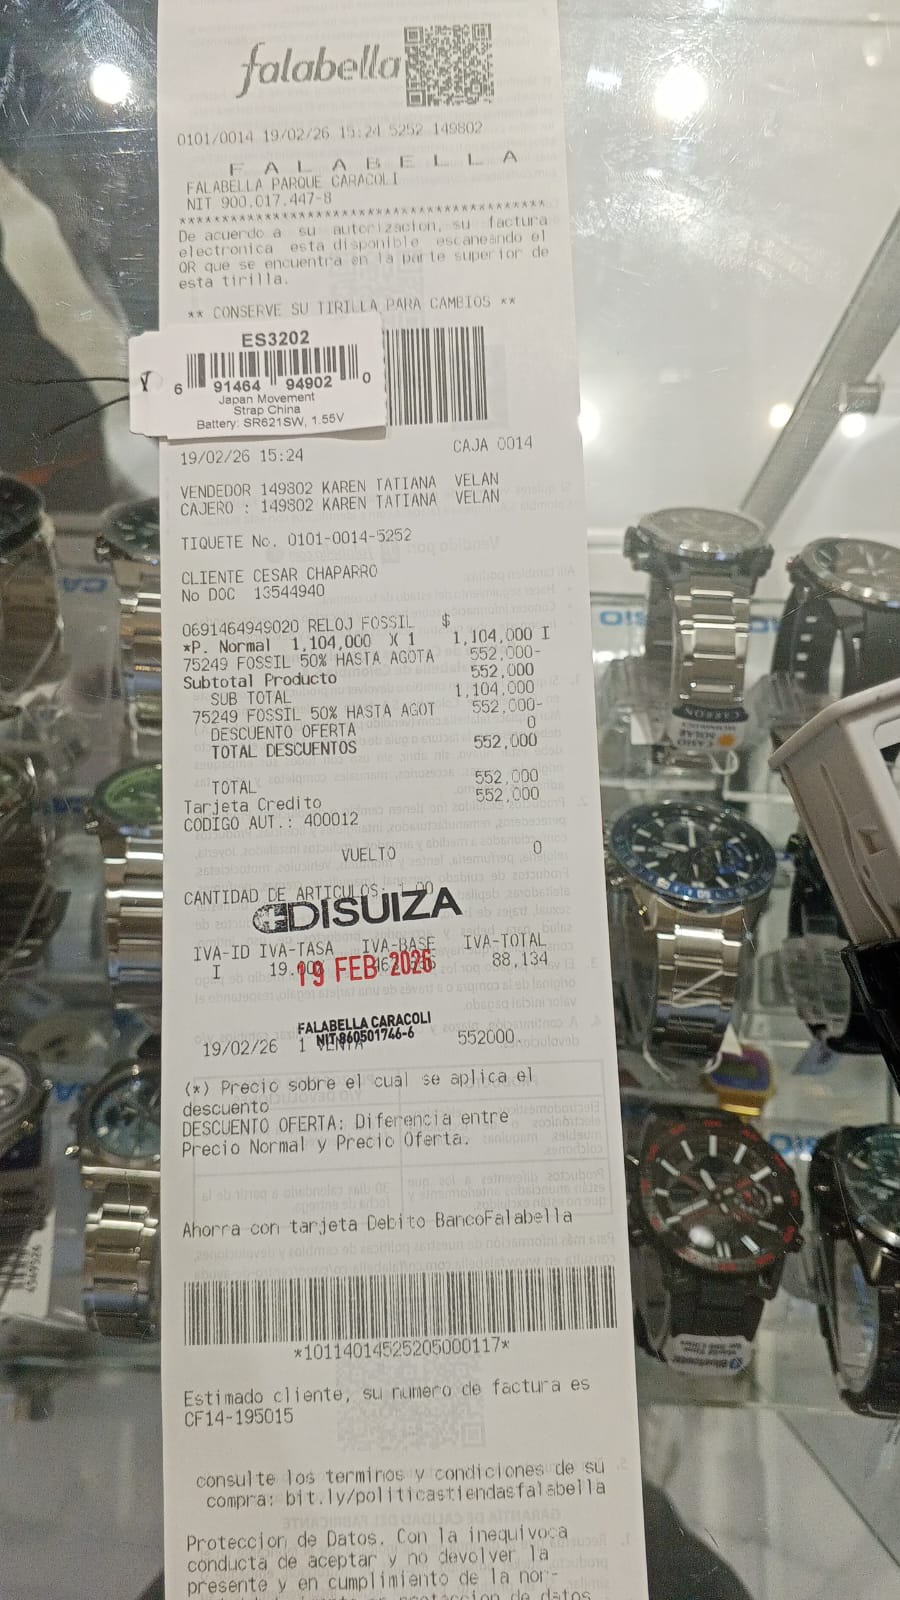 falabella
0101/0014 19/02/26 15:24 5252 149802
F A L A B E L L A
FALABELLA PARQUE CARACOLI
NIT 900.017.447-8
******************************************
De acuerdo a su autorizacion, su factura
electronica esta disponible escaneando el
QR que se encuentra en la parte superior de
esta tirilla.
** CONSERVE SU TIRILLA PARA CAMBIOS **
ES3202
6 91464 94902 0
Japan Movement
Strap China
Battery: SR621SW, 1.55V
19/02/26 15:24 CAJA 0014
VENDEDOR 149802 KAREN TATIANA VELAN
CAJERO : 149802 KAREN TATIANA VELAN
TIQUETE No. 0101-0014-5252
CLIENTE CESAR CHAPARRO
No DOC 13544940
0691464949020 RELOJ FOSSIL $
*P. Normal 1,104,000 X 1 1,104,000 I
75249 FOSSIL 50% HASTA AGOTA 552,000-
Subtotal Producto 552,000
SUB TOTAL 1,104,000
75249 FOSSIL 50% HASTA AGOT 552,000-
DESCUENTO OFERTA 0
TOTAL DESCUENTOS 552,000
TOTAL 552,000
Tarjeta Credito 552,000
CODIGO AUT.: 400012
VUELTO 0
CANTIDAD DE ARTICULOS:
DISUIZA
IVA-ID IVA-TASA IVA-BASE IVA-TOTAL
I 88,134
19 FEB 2026
FALABELLA CARACOLI
NIT 860501746-6
19/02/26 1 VENTA 552000
(*) Precio sobre el cual se aplica el
descuento
DESCUENTO OFERTA: Diferencia entre
Precio Normal y Precio Oferta.
Ahorra con tarjeta Debito BancoFalabella
*10114014525205000117*
Estimado cliente, su numero de factura es
CF14-195015
consulte los terminos y condiciones de su
compra: bit.ly/politicastiendasfalabella
Proteccion de Datos. Con la inequivoca
conducta de aceptar y no devolver la
presente y en cumplimiento de la nor-